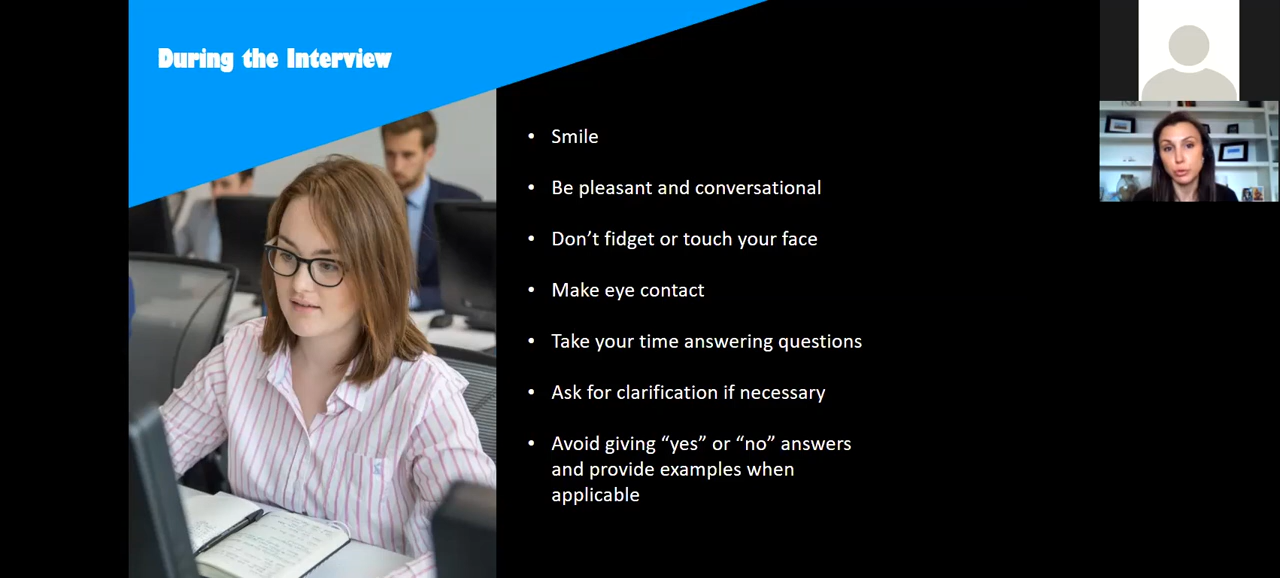 During the Interview
• Smile
• Be pleasant and conversational
• Don’t fidget or touch your face
• Make eye contact
• Take your time answering questions
• Ask for clarification if necessary
• Avoid giving “yes” or “no” answers
and provide examples when
applicable